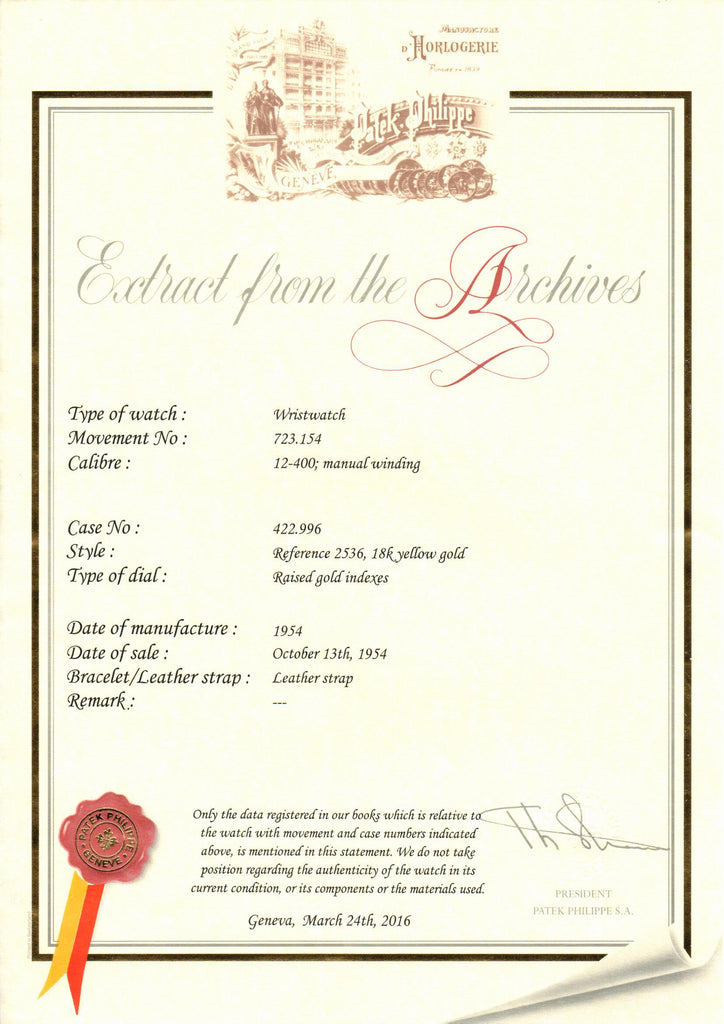 MANUFACTURE
D'HORLOGERIE
FONDÉE EN 1839
Patek Philippe
GENÈVE
Extract from the Archives
Type of watch : Wristwatch
Movement No : 723.154
Calibre : 12-400; manual winding
Case No : 422.996
Style : Reference 2536, 18k yellow gold
Type of dial : Raised gold indexes
Date of manufacture : 1954
Date of sale : October 13th, 1954
Bracelet/Leather strap : Leather strap
Remark : ---
Only the data registered in our books which is relative to
the watch with movement and case numbers indicated
above, is mentioned in this statement. We do not take
position regarding the authenticity of the watch in its
current condition, or its components or the materials used.
Geneva, March 24th, 2016
PATEK PHILIPPE
GENEVE
PRESIDENT
PATEK PHILIPPE S.A.